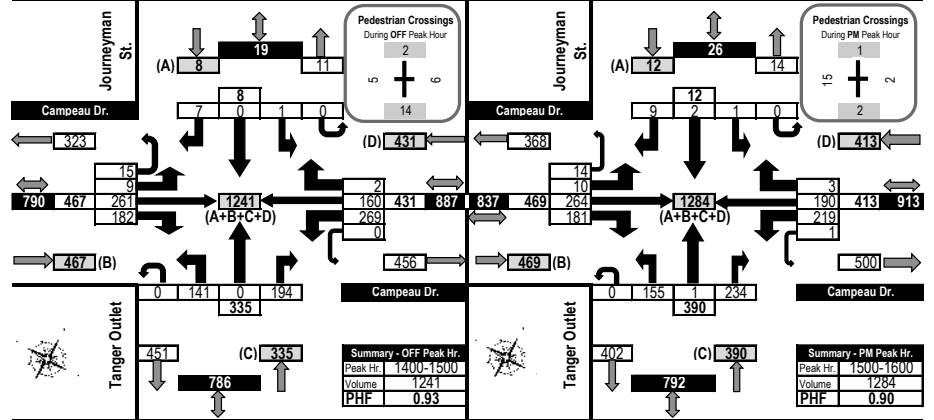 Journeyman
St.
19
(A) 8
11
Pedestrian Crossings
During OFF Peak Hour
2
5
6
14
8
7 0 1 0
Campeau Dr.
323
(D) 431
15
9
261
182
790 467
1241
(A+B+C+D)
2
160
269
0
431 887
467 (B)
456
0 141 0 194
335
Campeau Dr.
Tanger Outlet
451
(C) 335
786
Summary - OFF Peak Hr.
Peak Hr. 1400-1500
Volume 1241
PHF 0.93
Journeyman
St.
26
(A) 12
14
Pedestrian Crossings
During PM Peak Hour
1
15
2
2
12
9 2 1 0
Campeau Dr.
368
(D) 413
14
10
264
181
837 469
1284
(A+B+C+D)
3
190
219
1
413 913
469 (B)
500
0 155 1 234
390
Campeau Dr.
Tanger Outlet
402
(C) 390
792
Summary - PM Peak Hr.
Peak Hr. 1500-1600
Volume 1284
PHF 0.90